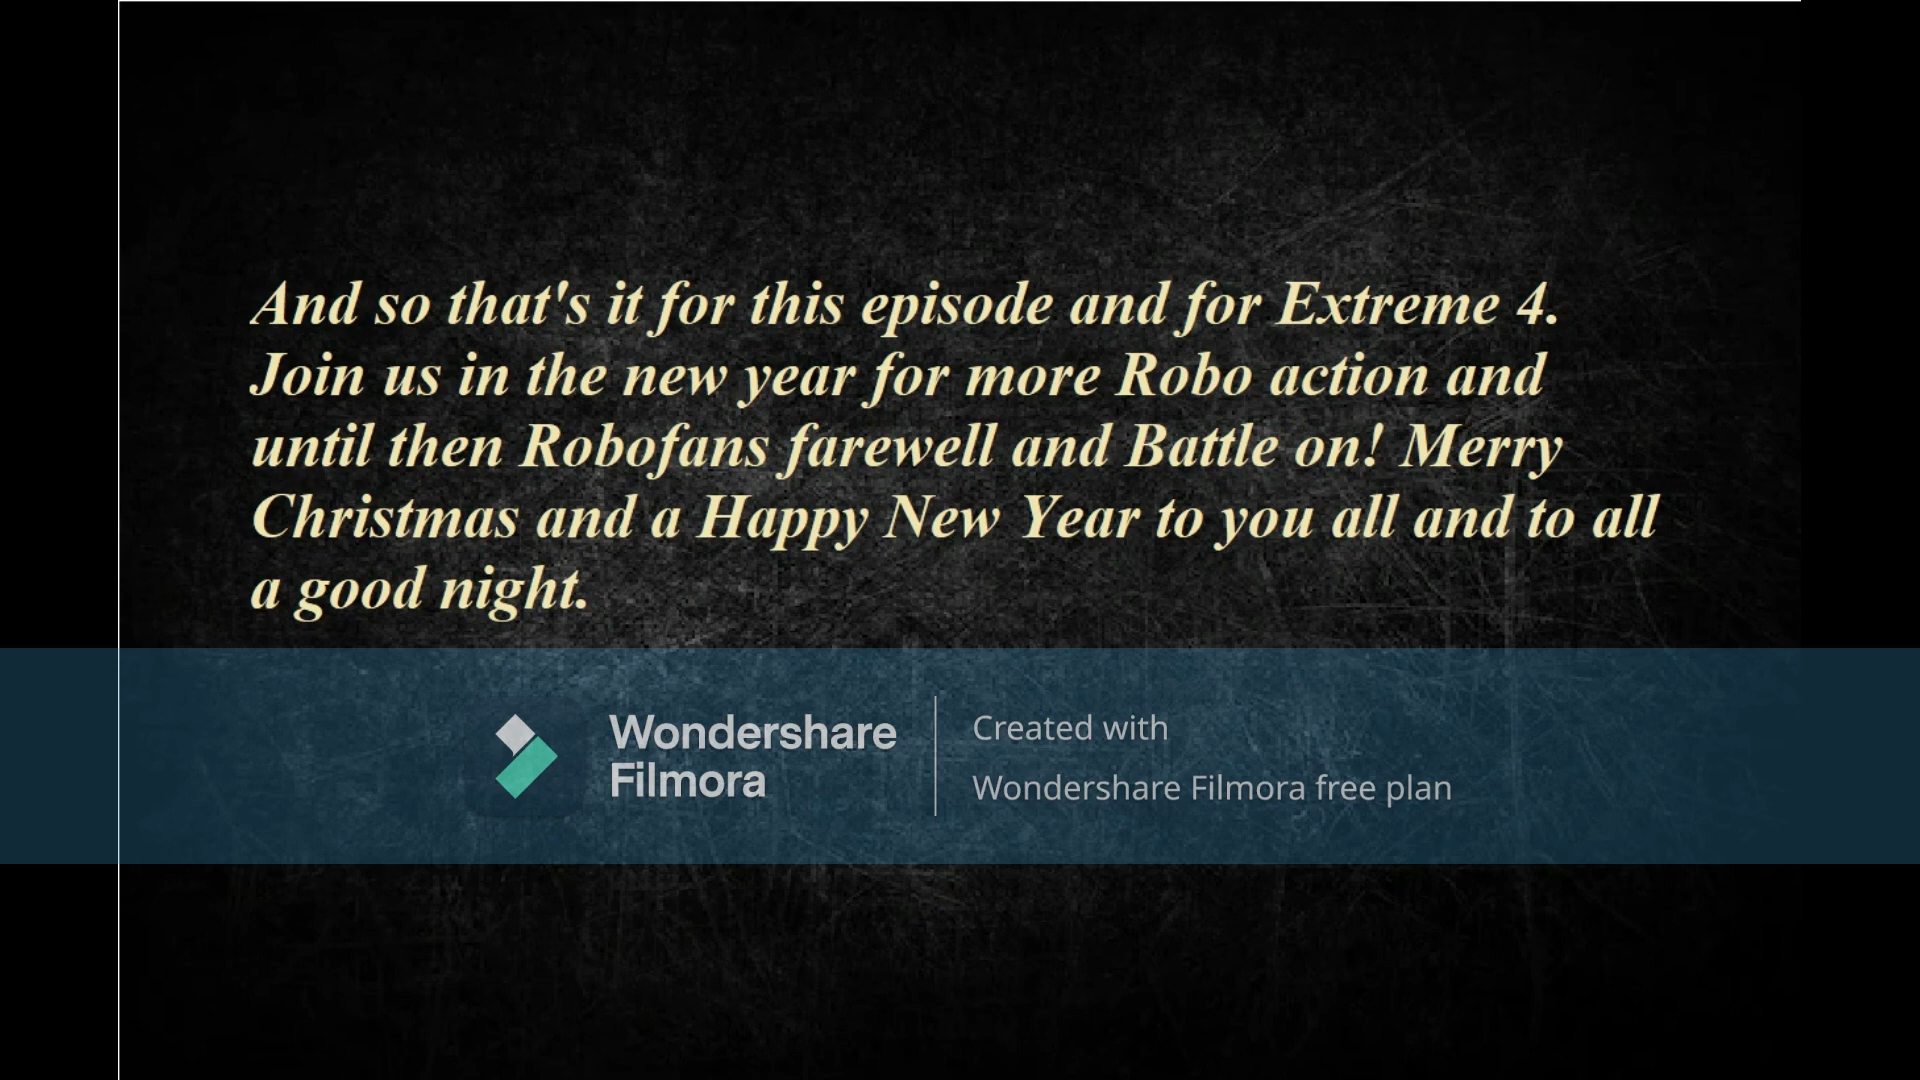 And so that's it for this episode and for Extreme 4.
Join us in the new year for more Robo action and
until then Robofans farewell and Battle on! Merry
Christmas and a Happy New Year to you all and to all
a good night.
Wondershare
Filmora
Created with
Wondershare Filmora free plan